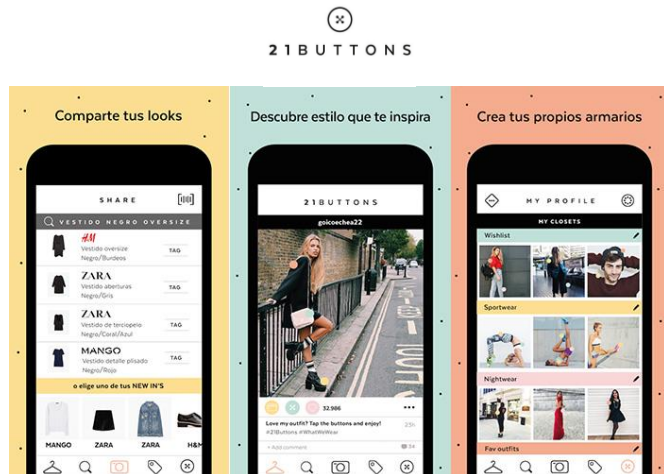 21BUTTONS
Comparte tus looks
SHARE
VESTIDO NEGRO OVERSIZE
H&M
Vestido oversize
Negro/Burdeos
TAG
ZARA
Vestido aberturas
Negro/Gris
TAG
ZARA
Vestido de terciopelo
Negro/Coral/Azul
TAG
MANGO
Vestido detalle plisado
Negro/Rojo
TAG
o elige uno de tus NEW IN'S
MANGO
ZARA
ZARA
H&M
Descubre estilo que te inspira
21BUTTONS
goicoechea22
32.986
Love my outfit? Tap the buttons and enjoy!
#21Buttons #WhatWeWear
+ Add comment
34
Crea tus propios armarios
MY PROFILE
MY CLOSETS
Wishlist
Sportwear
Nightwear
Fav outfits